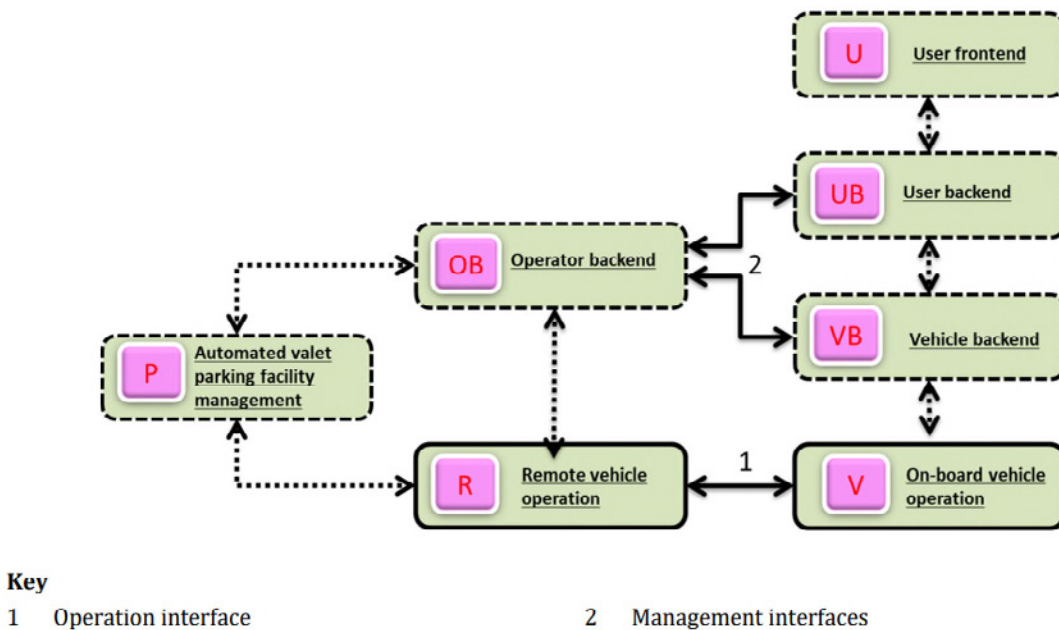 U
User frontend
UB
User backend
OB
Operator backend
2
VB
Vehicle backend
P
Automated valet
parking facility
management
R
Remote vehicle
operation
1
V
On-board vehicle
operation
Key
1 Operation interface
2 Management interfaces